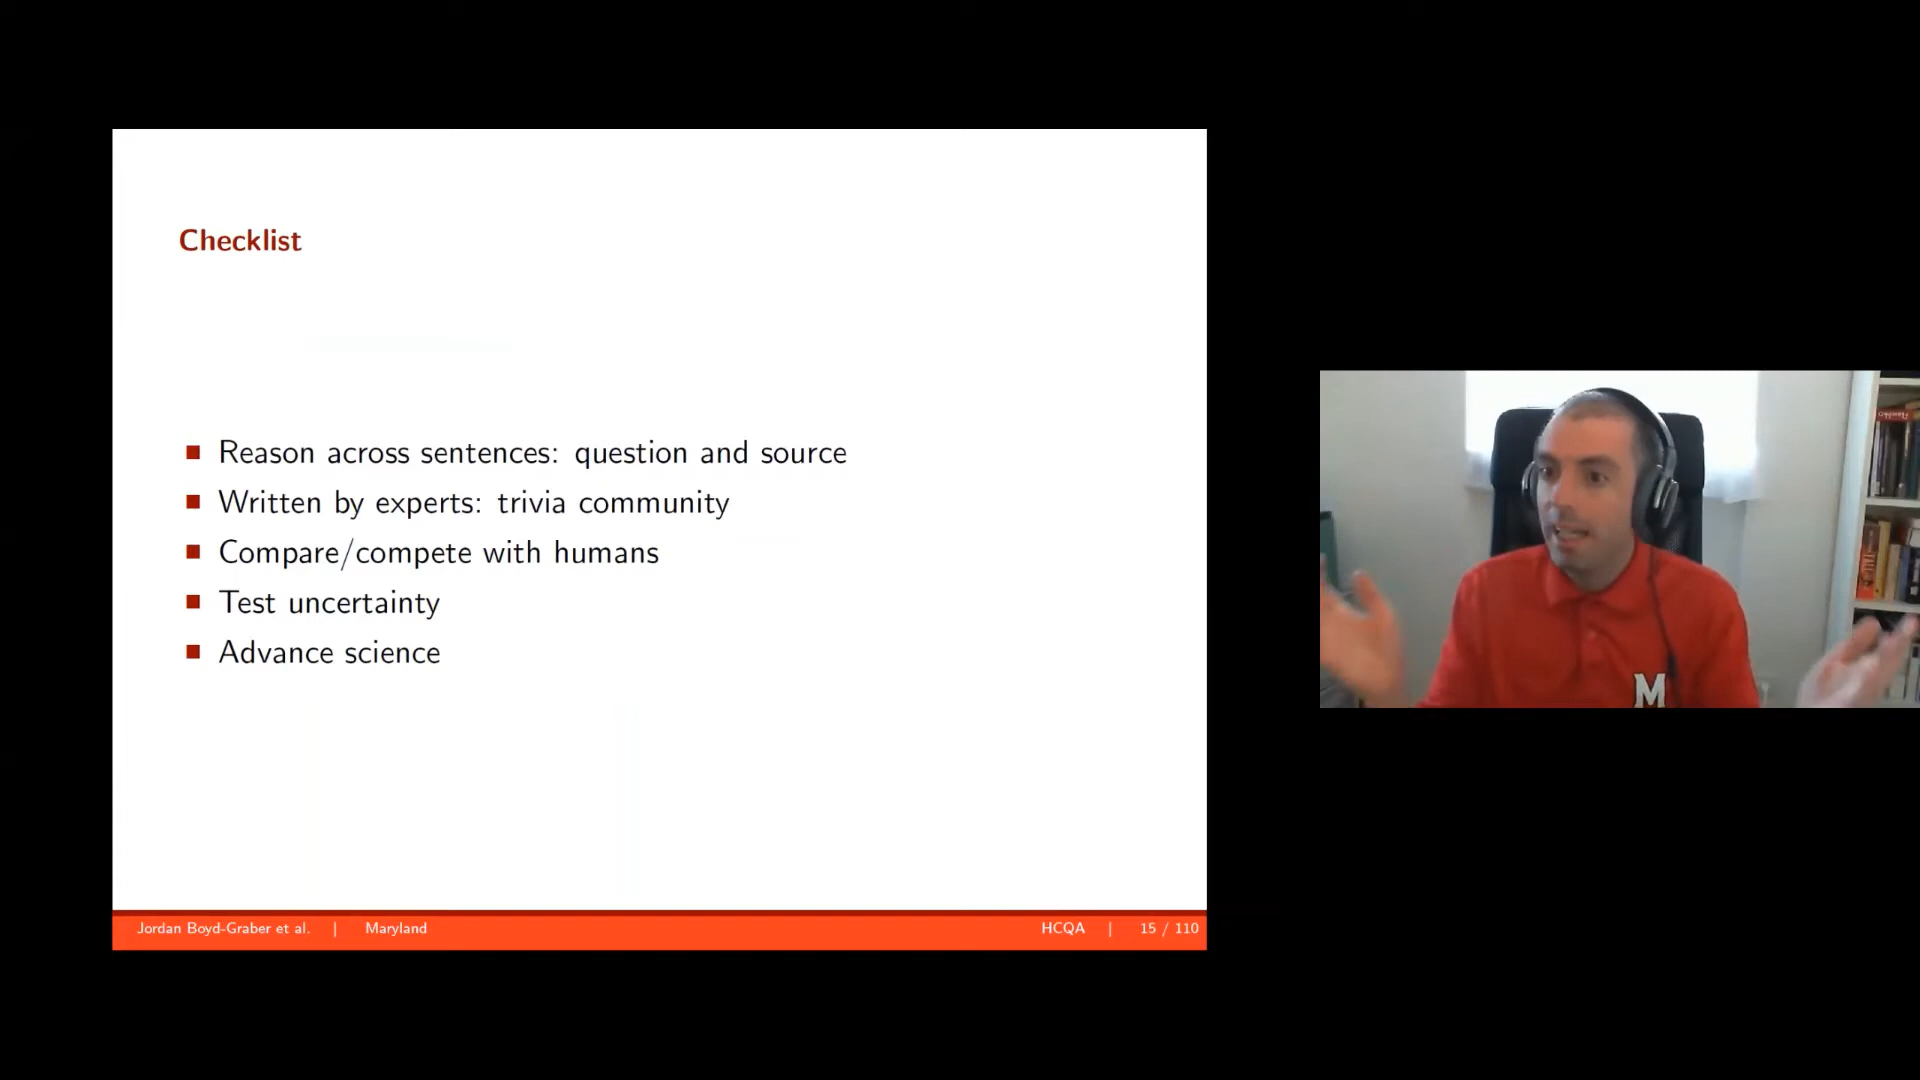 Checklist
Reason across sentences: question and source
Written by experts: trivia community
Compare/compete with humans
Test uncertainty
Advance science
Jordan Boyd-Graber et al. | Maryland
HCQA | 15 / 110
M